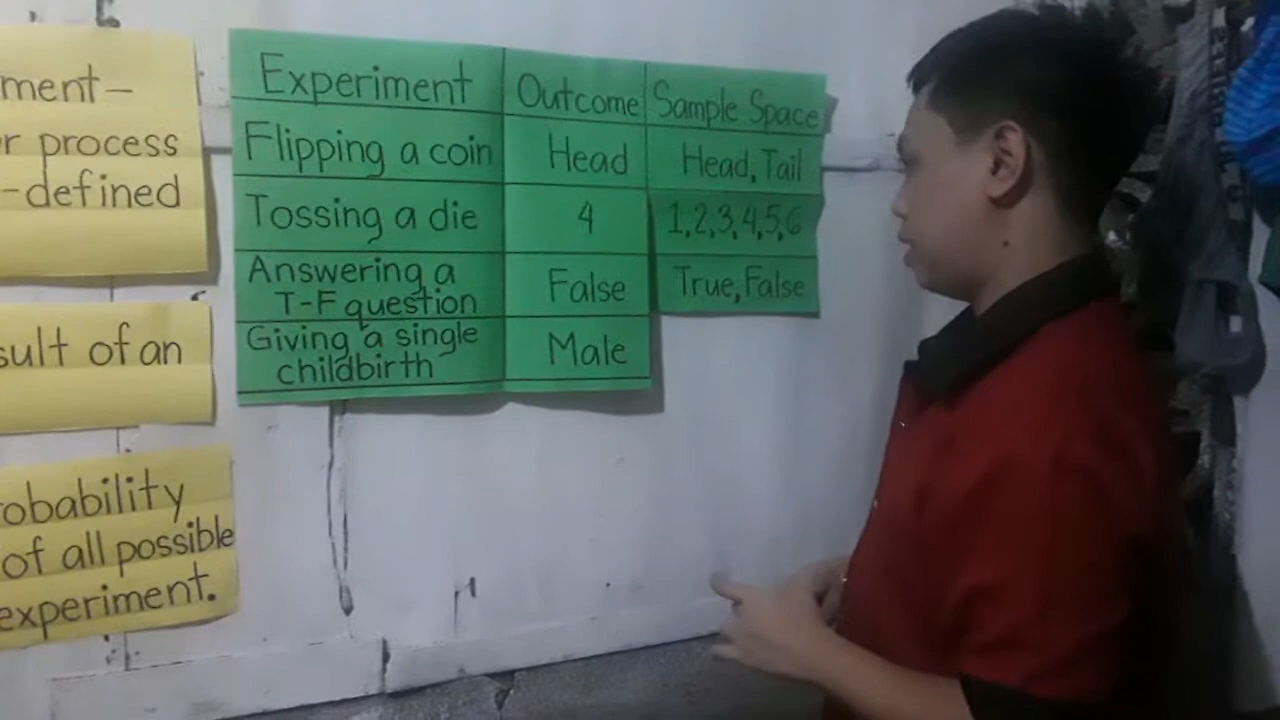 ment-
r process
-defined
sult of an
robability
of all possible
experiment.
Experiment Outcome Sample Space
Flipping a coin Head Head, Tail
Tossing a die 4 1,2,3,4,5,6
Answering a
T-F question False True, False
Giving a single
childbirth Male